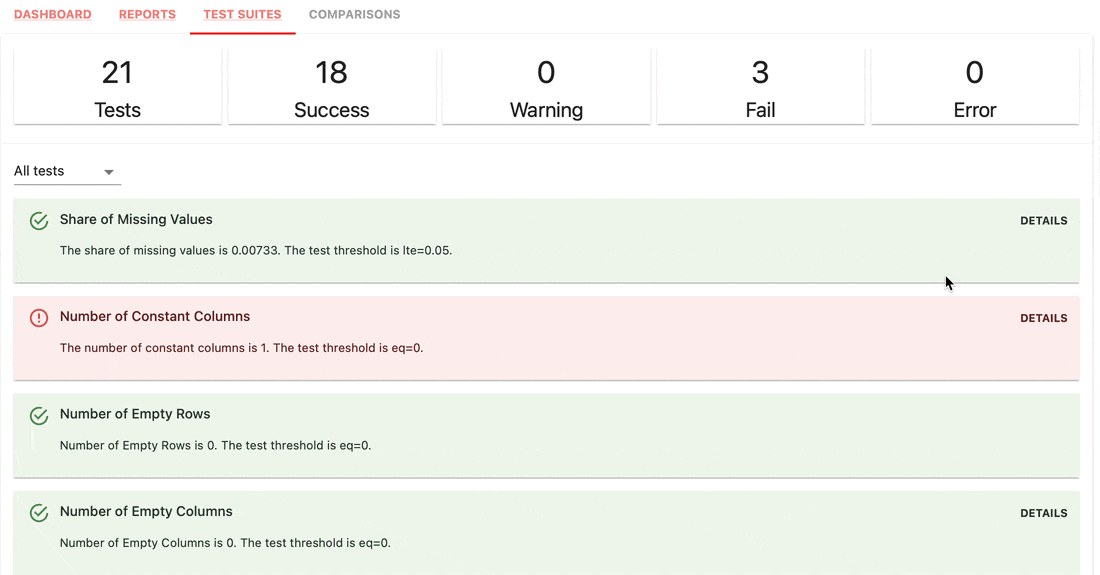 DASHBOARD REPORTS TEST SUITES COMPARISONS
21 18 0 3 0
Tests Success Warning Fail Error
All tests
Share of Missing Values DETAILS
The share of missing values is 0.00733. The test threshold is lte=0.05.
Number of Constant Columns DETAILS
The number of constant columns is 1. The test threshold is eq=0.
Number of Empty Rows
Number of Empty Rows is 0. The test threshold is eq=0.
Number of Empty Columns DETAILS
Number of Empty Columns is 0. The test threshold is eq=0.